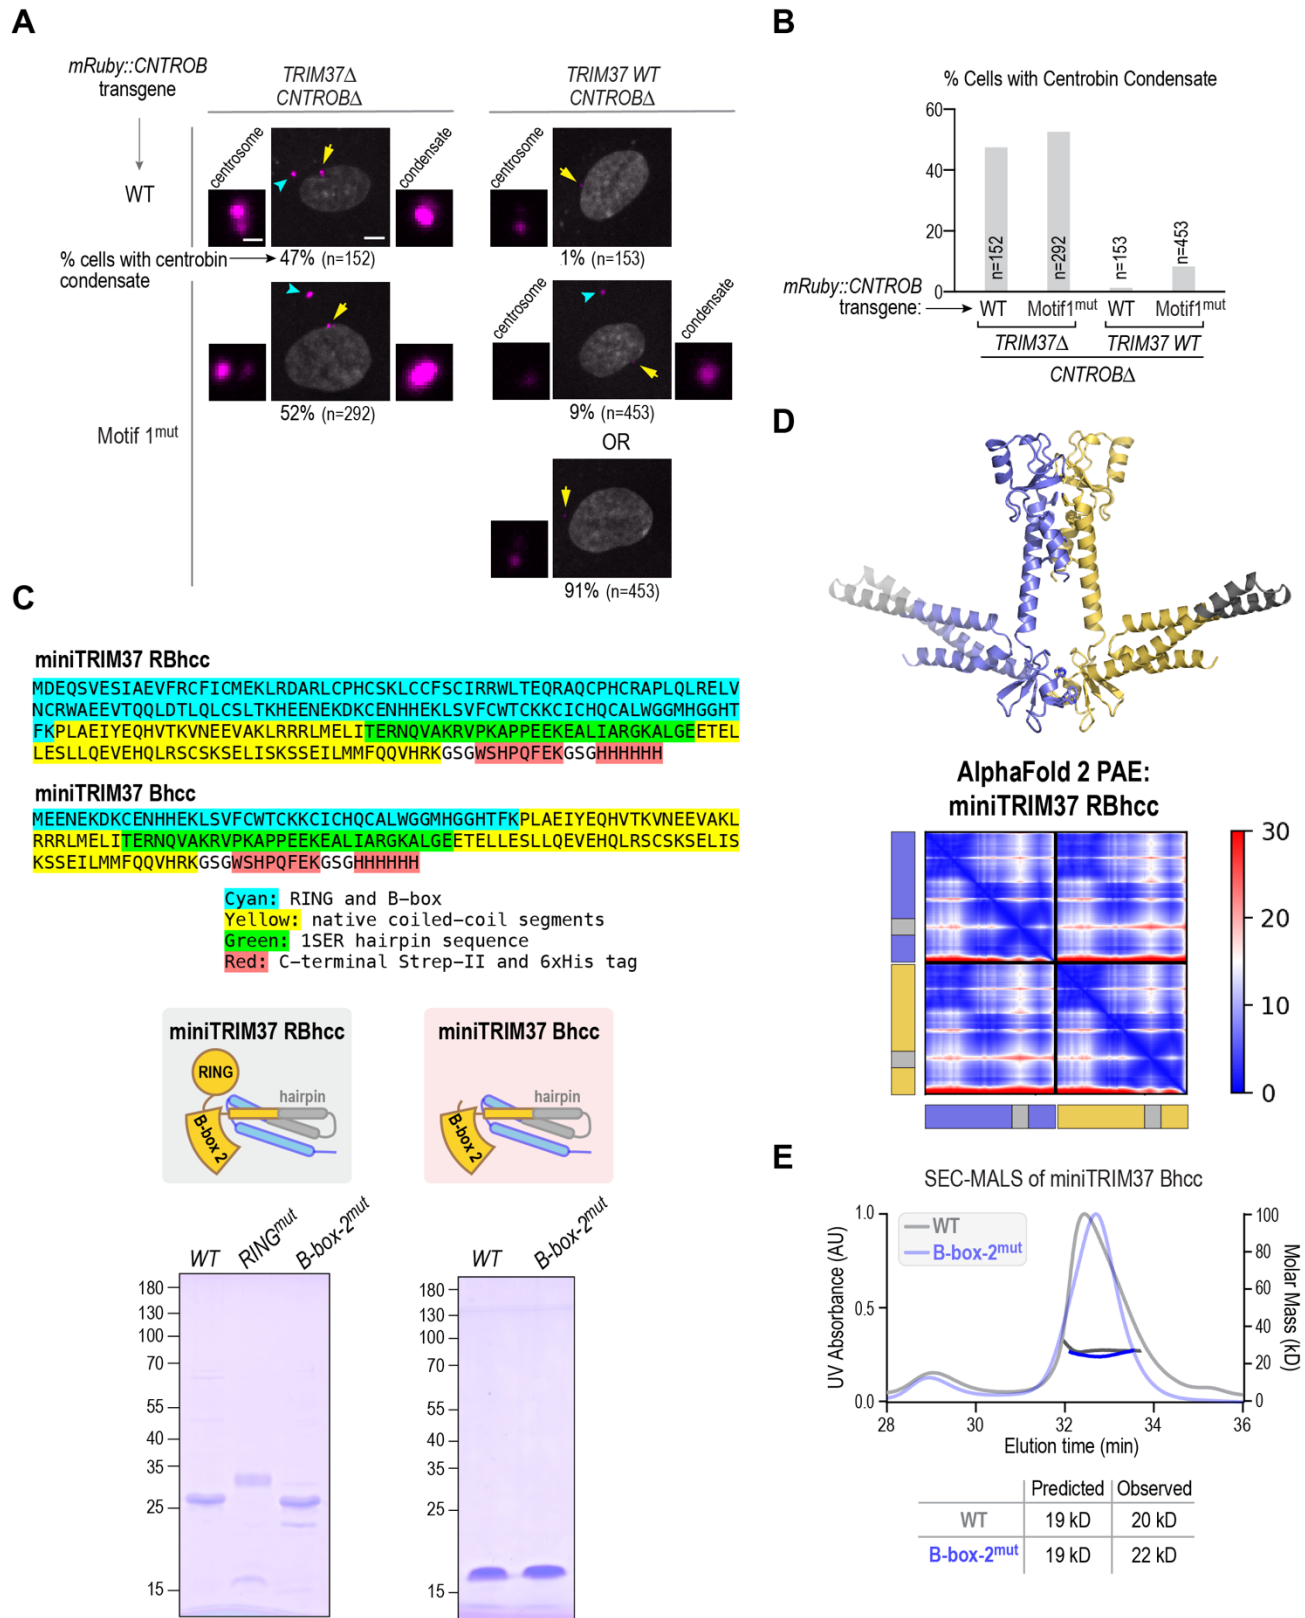 A
mRuby::CNTROB
transgene
TRIM37Δ
CNTROBΔ
TRIM37 WT
CNTROBΔ
centrosome
condensate
centrosome
WT
% cells with centrobin
condensate
47% (n=152)
1% (n=153)
centrosome
condensate
52% (n=292)
9% (n=453)
OR
Motif 1mut
91% (n=453)
B
% Cells with Centrobin Condensate
60
40
20
0
n=152
n=292
n=153
n=453
mRuby::CNTROB
transgene:
WT Motif1mut WT Motif1mut
TRIM37Δ TRIM37 WT
CNTROBΔ
C
miniTRIM37 RBhcc
MDEQSVESIAEVFRCFICMEKLRDARLCPHCSKLCCFSCIRRWLTEQRAQCPHCRAPLQLRELV
NCRWAEEVTQQLDTLQLCSLTKHEENEKDKCENHHEKLSVFCWTCKKCICHQCALWGGMHGGHT
FKPLAEIYEQHVTKVNEEVAKLRRRLMELITERNQVAKRVPKAPPEEKEALIARGKALGEETEL
LESLLQEVEHQLRSCSKSELISKSSEILMMFQQVHRKGSGWSHPQFEKGSGHHHHHH
miniTRIM37 Bhcc
MEENEKDKCENHHEKLSVFCWTCKKCICHQCALWGGMHGGHTFKPLAEIYEQHVTKVNEEVAKL
RRRLMELITERNQVAKRVPKAPPEEKEALIARGKALGEETELLESLLQEVEHQLRSCSKSELIS
KSSEILMMFQQVHRKGSGWSHPQFEKGSGHHHHHH
Cyan: RING and B-box
Yellow: native coiled-coil segments
Green: 1SER hairpin sequence
Red: C-terminal Strep-II and 6xHis tag
miniTRIM37 RBhcc
RING
hairpin
B-box 2
miniTRIM37 Bhcc
hairpin
B-box 2
WT RINGmut B-box-2mut
180
130
100
70
55
40
35
25
15
WT B-box-2mut
180
130
100
70
55
40
35
25
15
D
AlphaFold 2 PAE:
miniTRIM37 RBhcc
30
20
10
0
E
SEC-MALS of miniTRIM37 Bhcc
WT
B-box-2mut
UV Absorbance (AU)
1.0
0.5
0.0
100
80
60
40
20
0
Molar Mass (kD)
28 30 32 34 36
Elution time (min)
Predicted Observed
WT 19 kD 20 kD
B-box-2mut 19 kD 22 kD